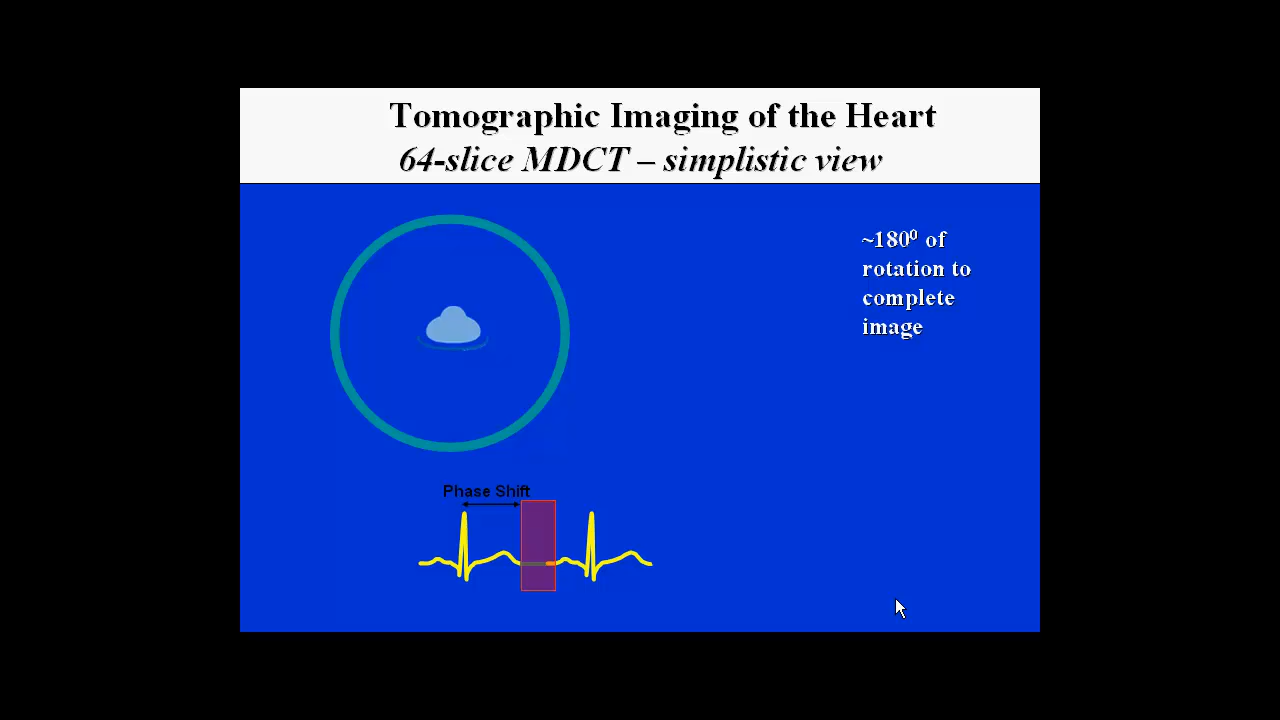 Tomographic Imaging of the Heart
64-slice MDCT – simplistic view
~180⁰ of
rotation to
complete
image
Phase Shift